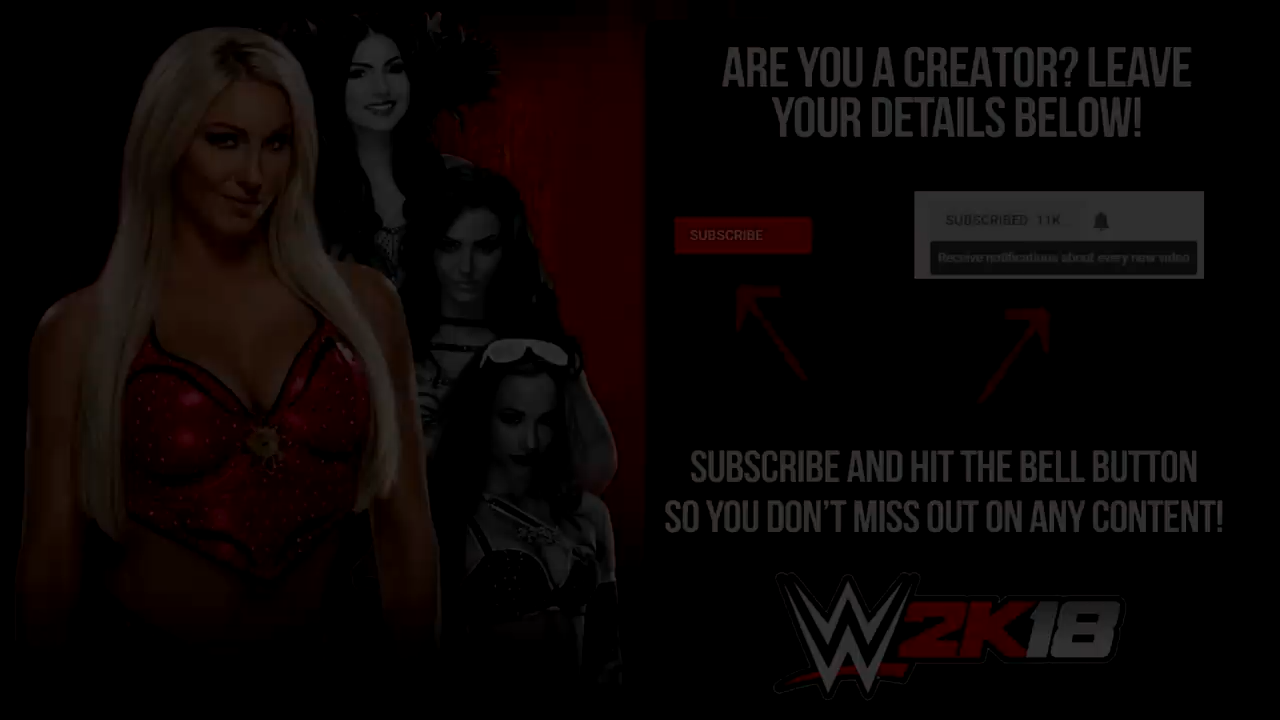 ARE YOU A CREATOR? LEAVE
YOUR DETAILS BELOW!
SUBSCRIBE
SUBSCRIBED 11K
Receive notifications about every new video
SUBSCRIBE AND HIT THE BELL BUTTON
SO YOU DON'T MISS OUT ON ANY CONTENT!
W 2K18